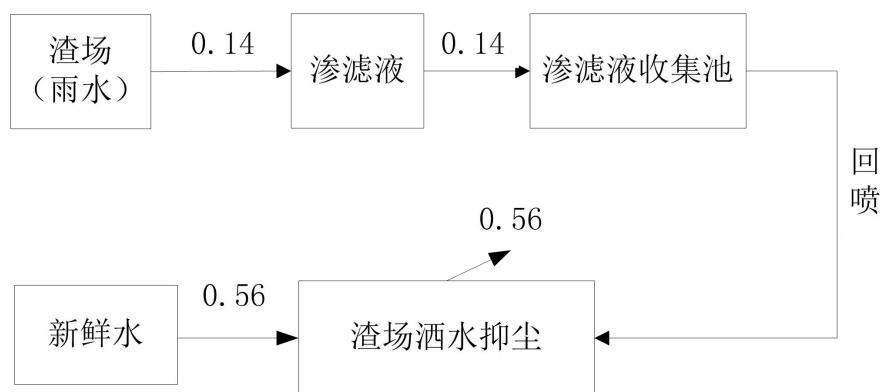 渣场
（雨水）
0.14
渗滤液
0.14
渗滤液收集池
回
喷
0.56
新鲜水
0.56
渣场洒水抑尘